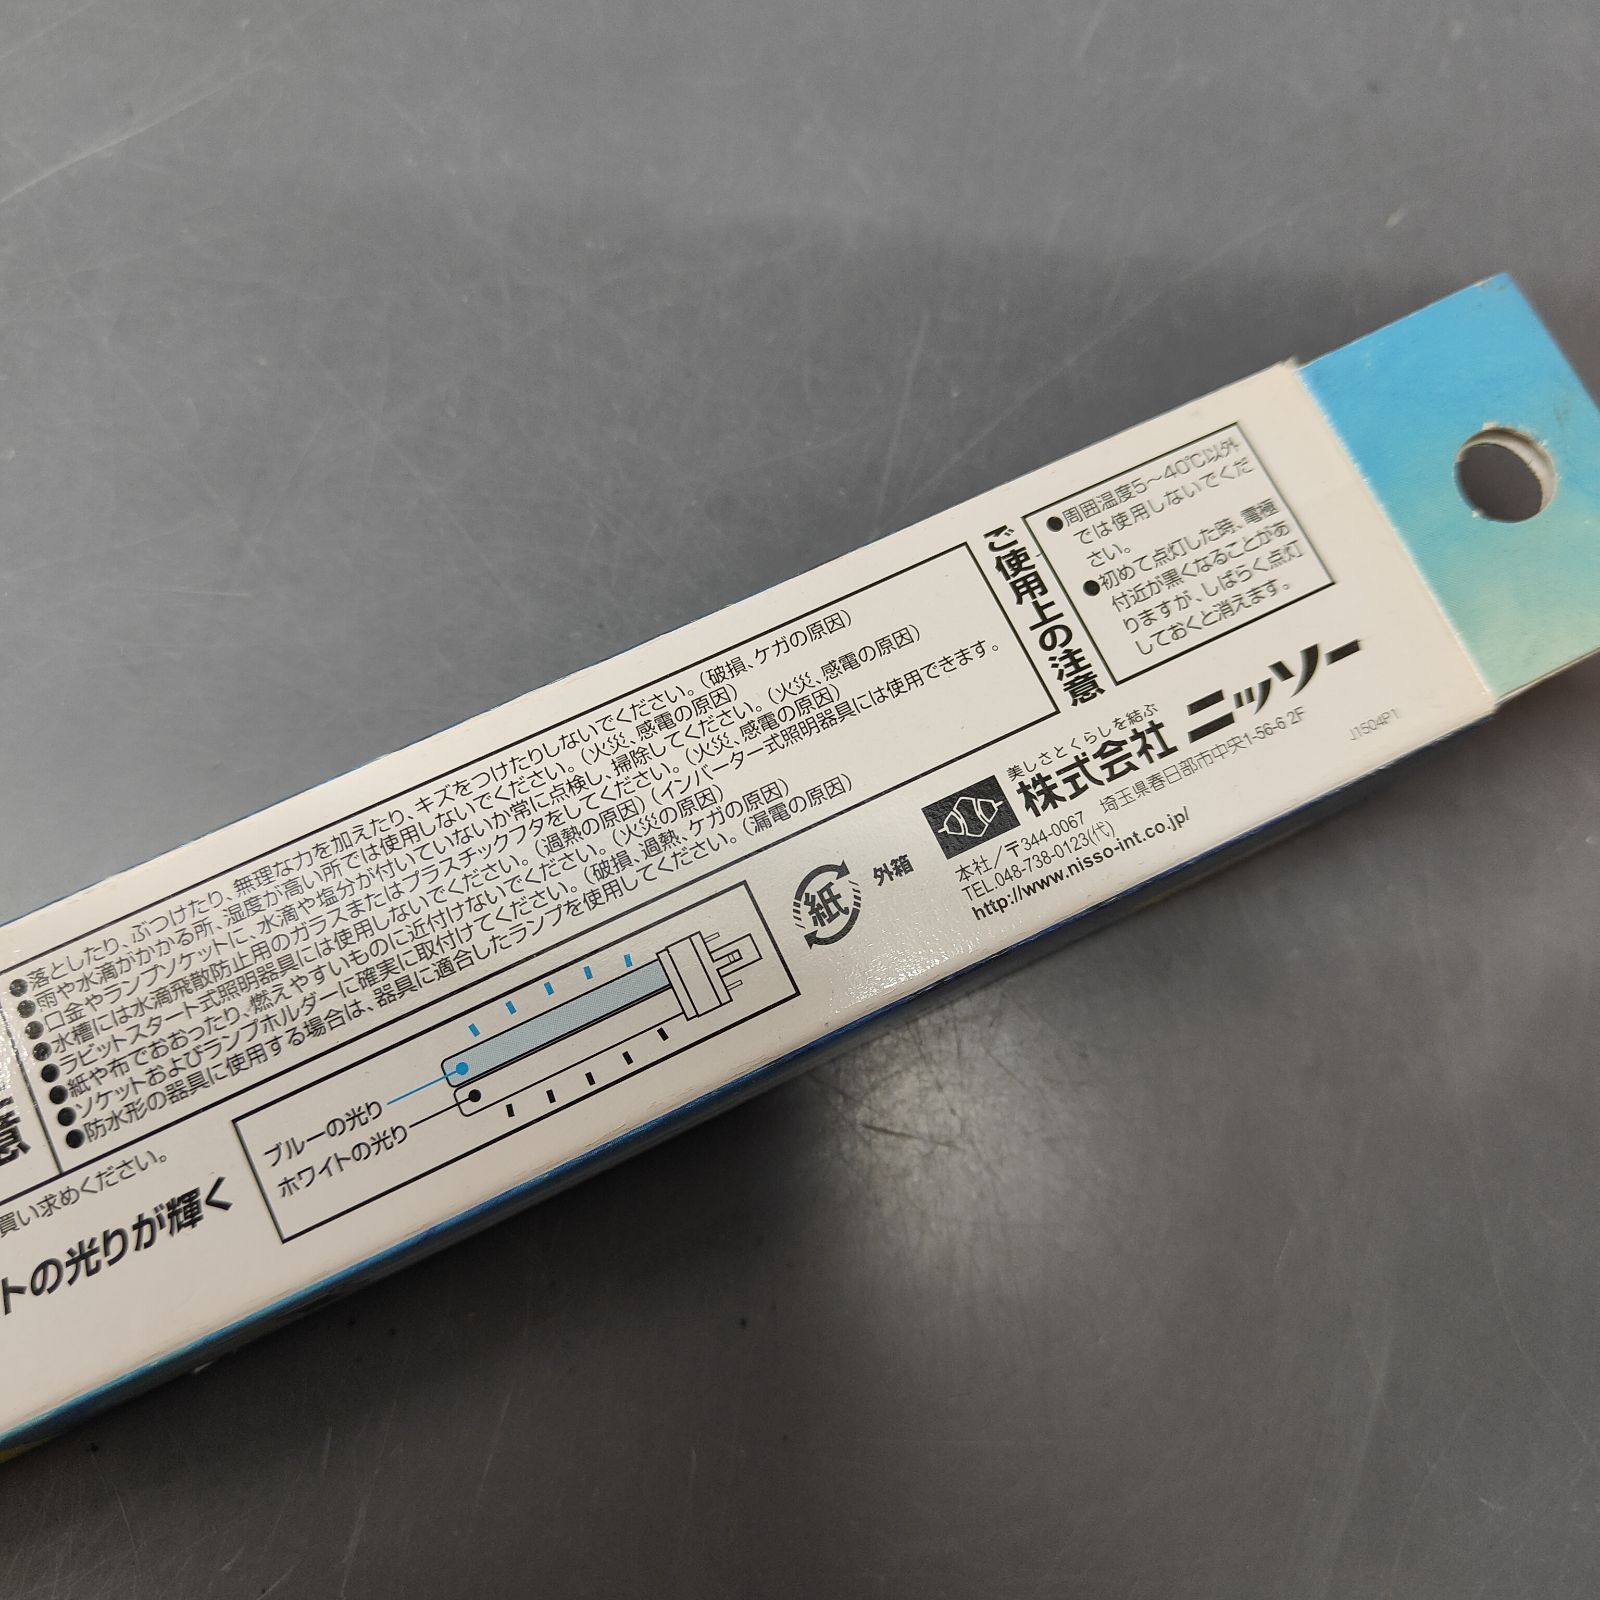 意
●落としたり、ぶつけたり、無理な力を加えたり、キズをつけたりしないでください。(破損、ケガの原因)
●雨や水滴がかかる所、湿度が高い所では使用しないでください。(火災、感電の原因)
●口金やランプソケットに、水滴や塩分が付いていないか常に点検し、掃除してください。(火災、感電の原因)
●水槽には水滴飛散防止用のガラスまたはプラスチックフタをしてください。(火災、感電の原因)
●ラビットスタート式照明器具には使用しないでください。(過熱の原因)(インバーター式照明器具には使用できます。
●紙や布でおおったり、燃えやすいものに近付けないでください。(火災の原因)
●ソケットおよびランプホルダーに確実に取付けてください。(破損、過熱、ケガの原因)
●防水形の器具に使用する場合は、器具に適合したランプを使用してください。(漏電の原因)
買い求めください。
トの光りが輝く
ブルーの光り
ホワイトの光り
ご使用上の注意
●周囲温度5〜40℃以外
では使用しないでくだ
さい。
●初めて点灯した時、電極
付近が黒くなることがあ
りますが、しばらく点灯
しておくと消えます。
紙
外箱
美しさとくらしを結ぶ
株式会社 ニッソー
本社/〒344-0067 埼玉県春日部市中央1-56-6 2F
TEL.048-738-0123(代)
http://www.nisso-int.co.jp/
J1504P1